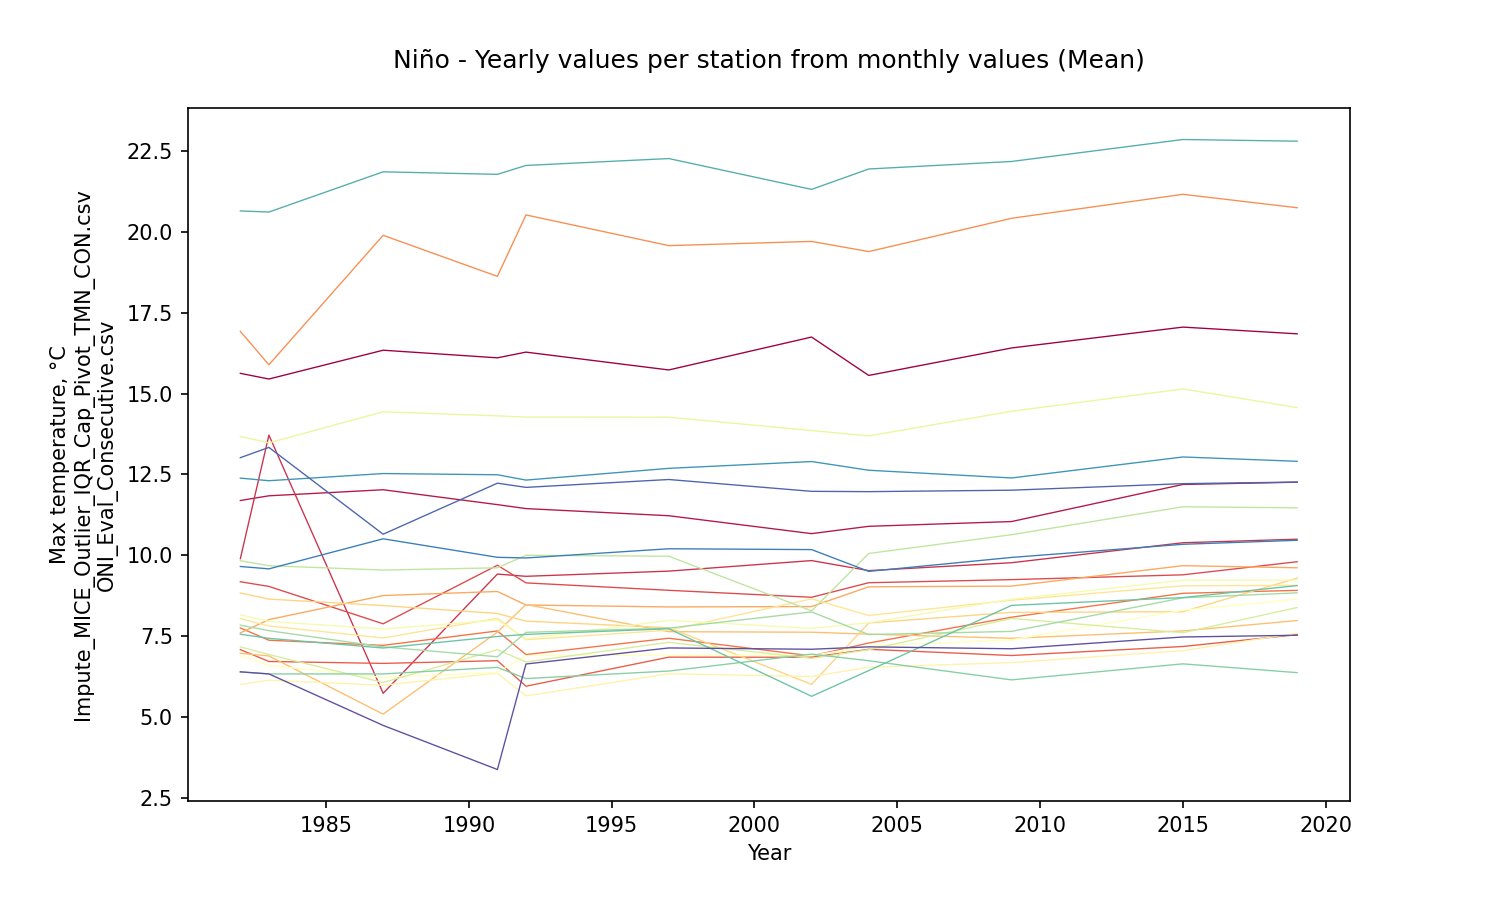 Niño - Yearly values per station from monthly values (Mean)
Max temperature, °C
Impute_MICE_Outlier_IQR_Cap_Pivot_TMN_CON.csv
ONI_Eval_Consecutive.csv
22.5
20.0
17.5
15.0
12.5
10.0
7.5
5.0
2.5
1985 1990 1995 2000 2005 2010 2015 2020
Year